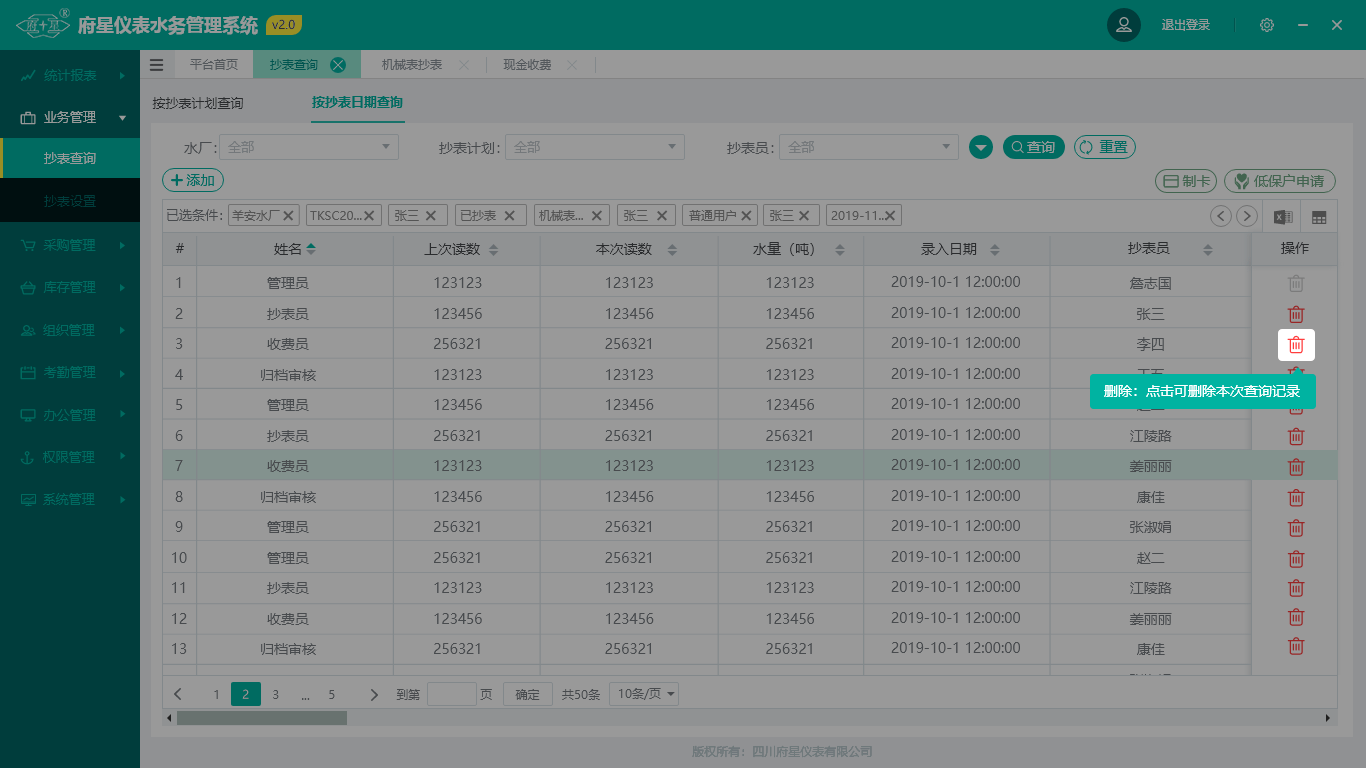 府星仪表水务管理系统 v2.0 退出登录
平台首页 抄表查询 机械表抄表 现金收费
统计报表
业务管理
抄表查询
抄表设置
采购管理
库存管理
组织管理
考勤管理
办公管理
权限管理
系统管理
按抄表计划查询 按抄表日期查询
水厂: 全部 抄表计划: 全部 抄表员: 全部 查询 重置
添加 制卡 低保户申请
已选条件: 羊安水厂 TKSC20... 张三 已抄表 机械表... 张三 普通用户 张三 2019-11..
# 姓名 上次读数 本次读数 水量（吨） 录入日期 抄表员 操作
1 管理员 123123 123123 123123 2019-10-1 12:00:00 詹志国
2 抄表员 123456 123456 123456 2019-10-1 12:00:00 张三
3 收费员 256321 256321 256321 2019-10-1 12:00:00 李四
4 归档审核 123456 123456 123456 2019-10-1 12:00:00
删除：点击可删除本次查询记录
5 管理员 123123 123123 123123 2019-10-1 12:00:00
6 抄表员 256321 256321 256321 2019-10-1 12:00:00 江陵路
7 收费员 123123 123123 123123 2019-10-1 12:00:00 姜丽丽
8 归档审核 123456 123456 123456 2019-10-1 12:00:00 康佳
9 管理员 256321 256321 256321 2019-10-1 12:00:00 张淑娟
10 管理员 256321 256321 256321 2019-10-1 12:00:00 赵二
11 抄表员 123123 123123 123123 2019-10-1 12:00:00 江陵路
12 收费员 123456 123456 123456 2019-10-1 12:00:00 姜丽丽
13 归档审核 256321 256321 256321 2019-10-1 12:00:00 康佳
1 2 3 ... 5 到第 页 确定 共50条 10条/页
版权所有：四川府星仪表有限公司